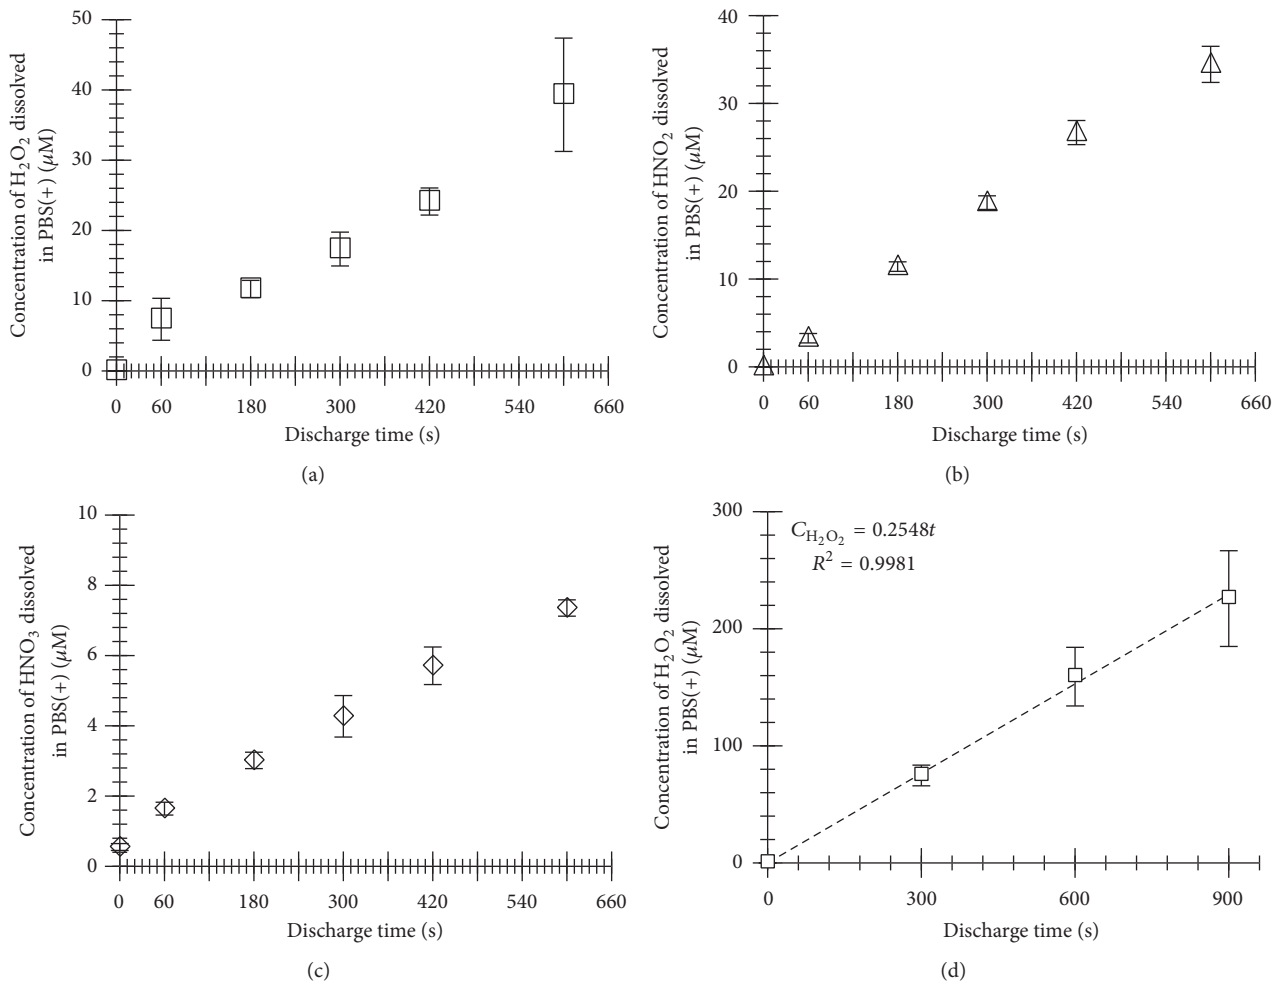 Concentration of H₂O₂ dissolved
in PBS(+) (μM)
50
40
30
20
10
0
0 60 180 300 420 540 660
Discharge time (s)
(a)
Concentration of HNO₂ dissolved
in PBS(+) (μM)
40
30
20
10
0
0 60 180 300 420 540 660
Discharge time (s)
(b)
Concentration of HNO₃ dissolved
in PBS(+) (μM)
10
8
6
4
2
0
0 60 180 300 420 540 660
Discharge time (s)
(c)
Concentration of H₂O₂ dissolved
in PBS(+) (μM)
300
200
100
0
C_H₂O₂ = 0.2548t
R² = 0.9981
0 300 600 900
Discharge time (s)
(d)